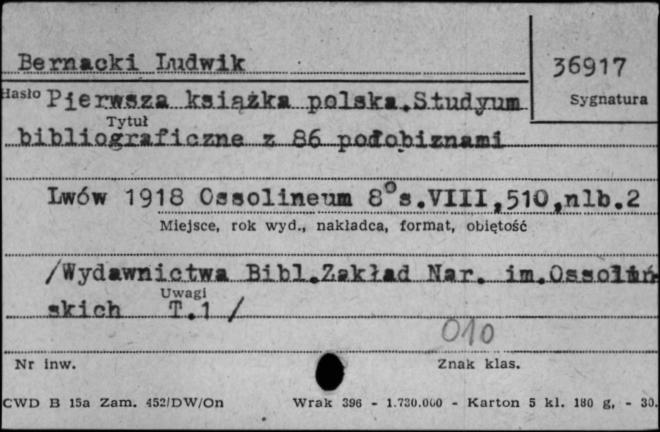 Bernacki Ludwik
36917
Hasło
Sygnatura
Pierwsza książka polska.Studyum
Tytuł
bibliograficzne z 86 podobiznami
Lwów 1918 Ossolineum 8° s.VIII,510,nlb.2
Miejsce, rok wyd., nakładca, format, objętość
/Wydawnictwa Bibl.Zakład Nar. im.Ossoliń-
Uwagi
skich T.1 /
010
Nr inw.
Znak klas.
CWD B 15a Zam. 452/DW/On Wrak 396 - 1.730.000 - Karton 5 kl. 180 g. - 30.